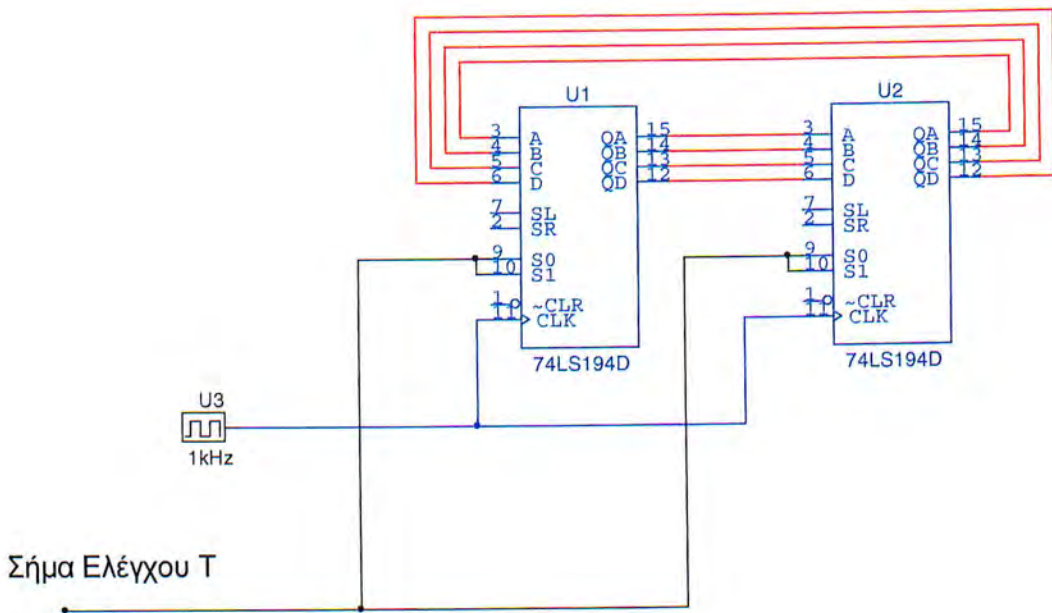 U1
U2
3 A QA 15
4 B QB 14
5 C QC 13
6 D QD 12
7 SL
2 SR
9 S0
10 S1
1 ~CLR
11 CLK
74LS194D
3 A QA 15
4 B QB 14
5 C QC 13
6 D QD 12
7 SL
2 SR
9 S0
10 S1
1 ~CLR
11 CLK
74LS194D
U3
1kHz
Σήμα Ελέγχου Τ